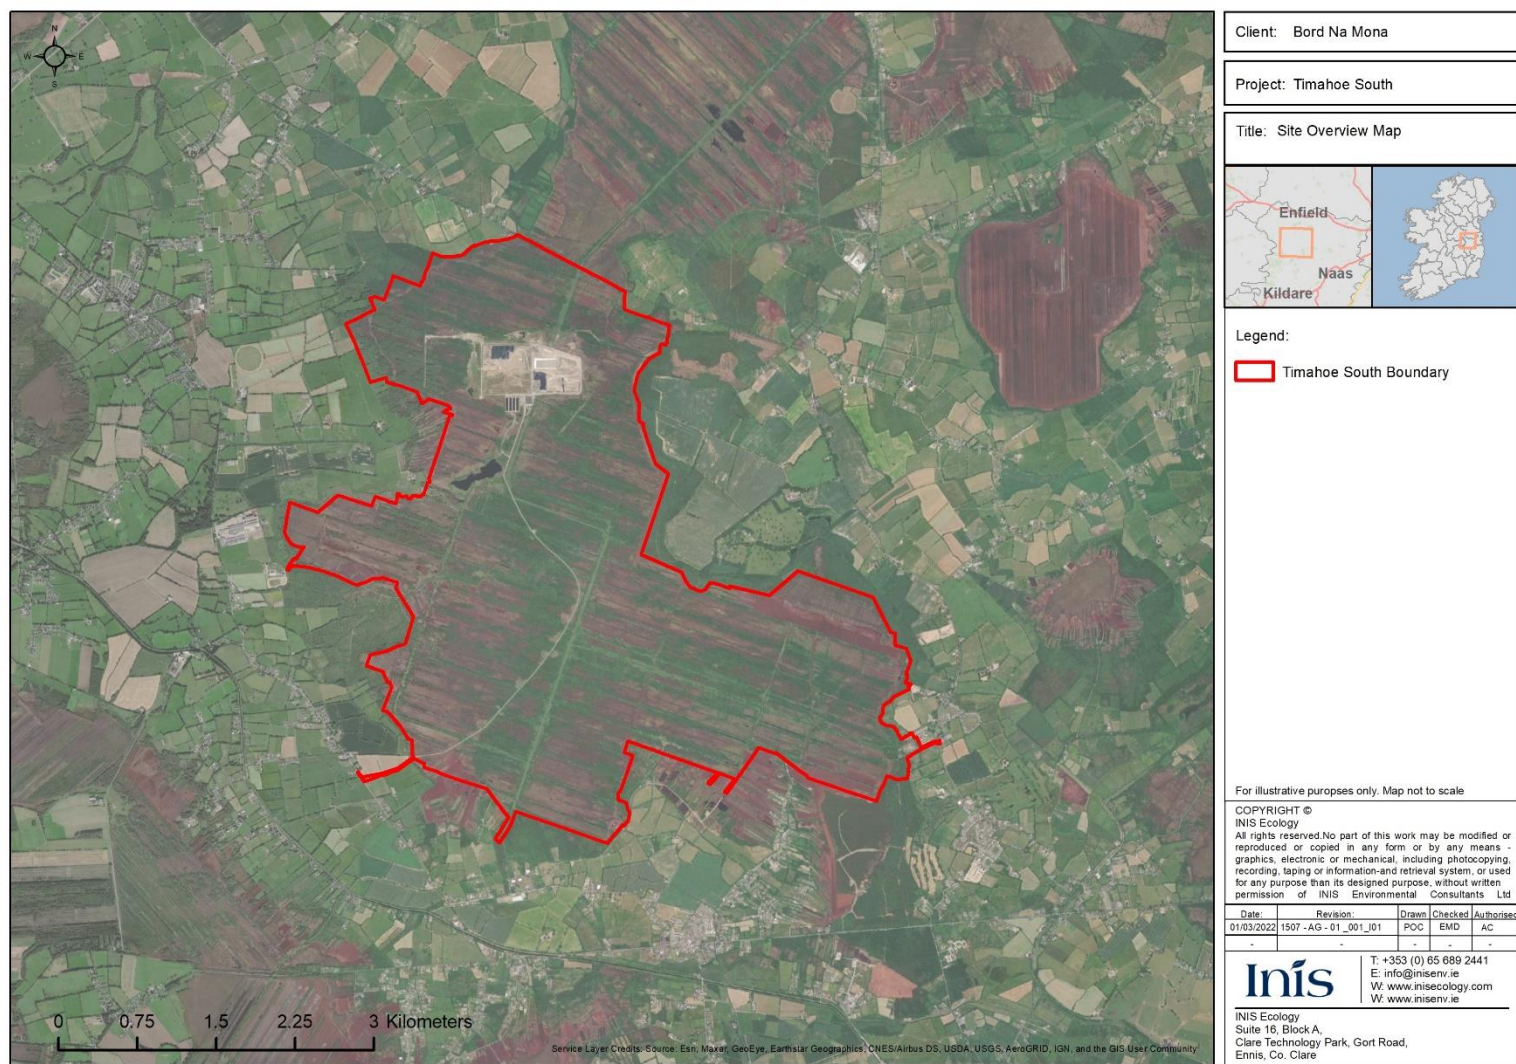 N
W
E
S
0 0.75 1.5 2.25 3 Kilometers
Service Layer Credits: Source: Esri, Maxar, GeoEye, Earthstar Geographics, CNES/Airbus DS, USDA, USGS, AeroGRID, IGN, and the GIS User Community
Client: Bord Na Mona
Project: Timahoe South
Title: Site Overview Map
Enfield
Naas
Kildare
Legend:
Timahoe South Boundary
For illustrative puropses only. Map not to scale
COPYRIGHT ©
INIS Ecology
All rights reserved.No part of this work may be modified or
reproduced or copied in any form or by any means -
graphics, electronic or mechanical, including photocopying,
recording, taping or information-and retrieval system, or used
for any purpose than its designed purpose, without written
permission of INIS Environmental Consultants Ltd
Date: Revision: Drawn Checked Authorised
01/03/2022 1507 - AG - 01 _001_I01 POC EMD AC
- - - - -
Inís
T: +353 (0) 65 689 2441
E: info@inisenv.ie
W: www.inisecology.com
W: www.inisenv.ie
INIS Ecology
Suite 16, Block A,
Clare Technology Park, Gort Road,
Ennis, Co. Clare